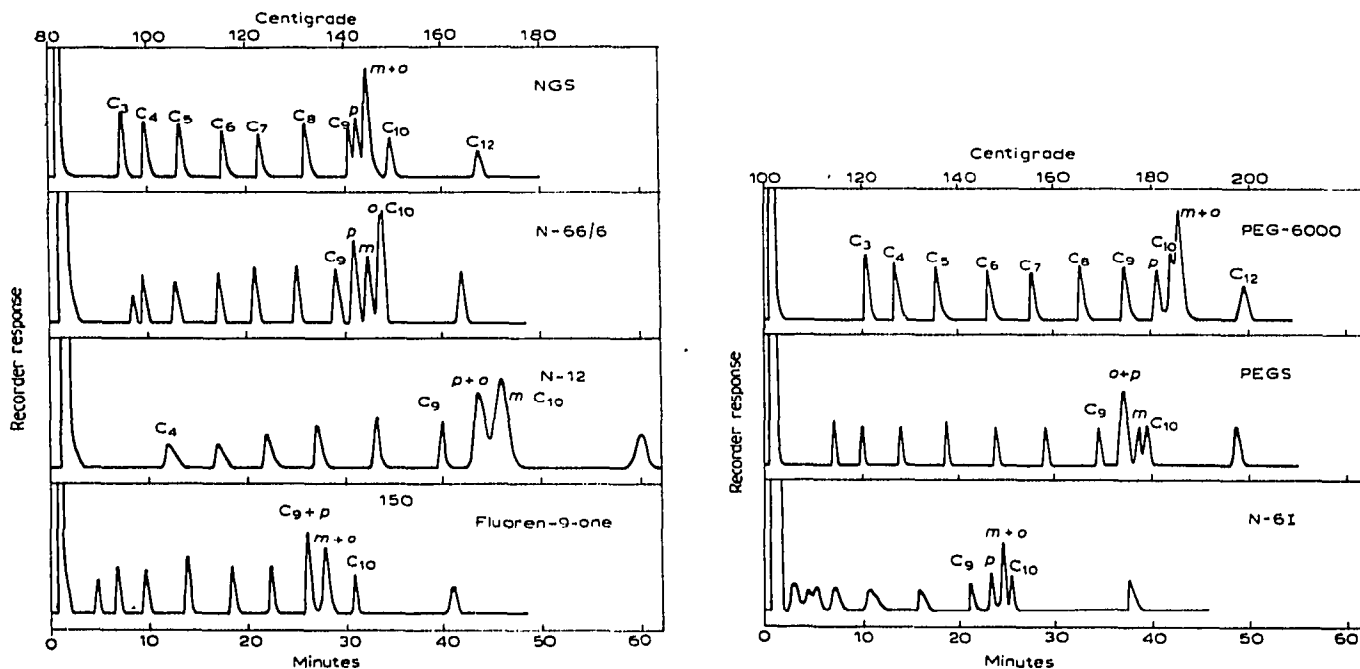 Centigrade
80 100 120 140 160 180
NGS
C3 C4 C5 C6 C7 C8 C9 p m+o C10 C12
N-66/6
C9 p m o C10
N-12
C4 C9 p+o m C10
150
Fluoren-9-one
C9+p m+o C10
Recorder response
0 10 20 30 40 50 60
Minutes
Centigrade
100 120 140 160 180 200
PEG-6000
C3 C4 C5 C6 C7 C8 C9 p C10 m+o C12
PEGS
C9 o+p m C10
N-6I
C9 p m+o C10
Recorder response
0 10 20 30 40 50 60
Minutes